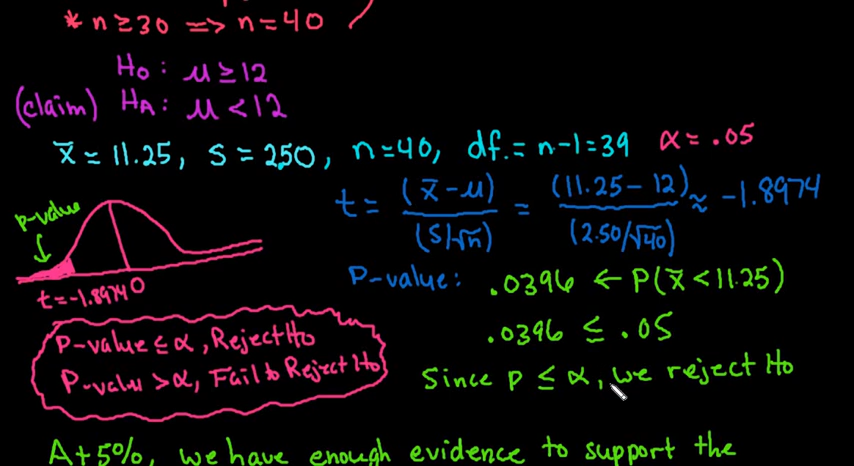 * n ≥ 30 => n = 40
H₀ : μ ≥ 12
(claim) Hᴀ : μ < 12
x̄ = 11.25, S = 250, n = 40, df. = n - 1 = 39 α = .05
t = (x̄ - μ) / (S/√n) = (11.25 - 12) / (2.50/√40) ≈ -1.8974
p-value
t = -1.8974 0
P-value: .0396 ← P(x̄ < 11.25)
.0396 ≤ .05
P-value ≤ α, Reject Ho
P-value > α, Fail to Reject Ho
Since p ≤ α, we reject Ho
At 5%, we have enough evidence to support the